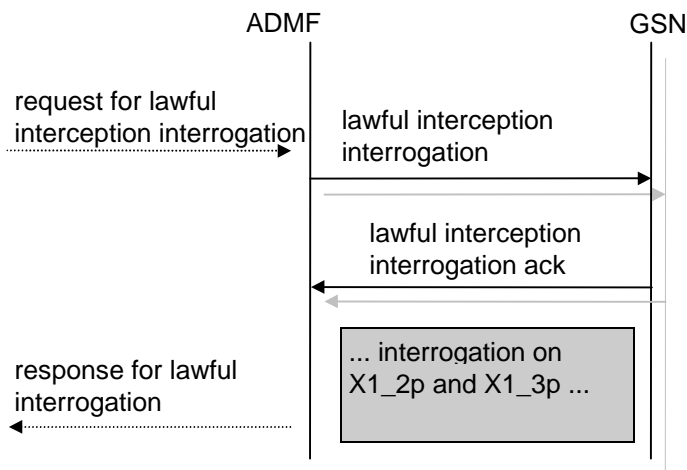 ADMF
GSN
request for lawful
interception interrogation
lawful interception
interrogation
lawful interception
interrogation ack
... interrogation on
X1_2p and X1_3p ...
response for lawful
interrogation